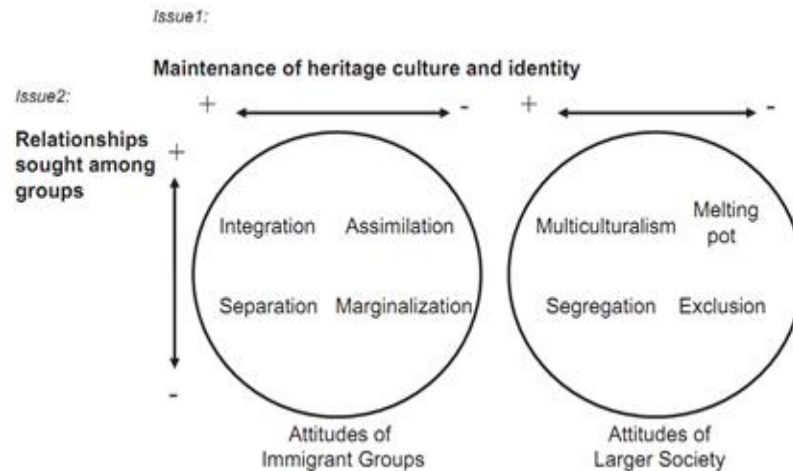 Issue1:
Maintenance of heritage culture and identity
Issue2:
+ - + -
Relationships
sought among
groups
+
-
Integration Assimilation
Separation Marginalization
Multiculturalism Melting
pot
Segregation Exclusion
Attitudes of
Immigrant Groups
Attitudes of
Larger Society